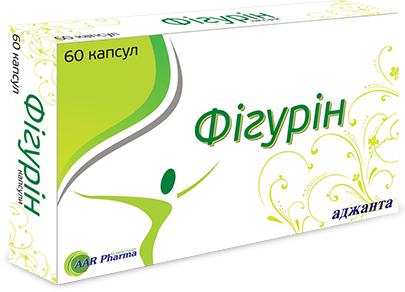 60 капсул
Фігурін
капсули
60 капсул
Фігурін
AAR Pharma
аджанта